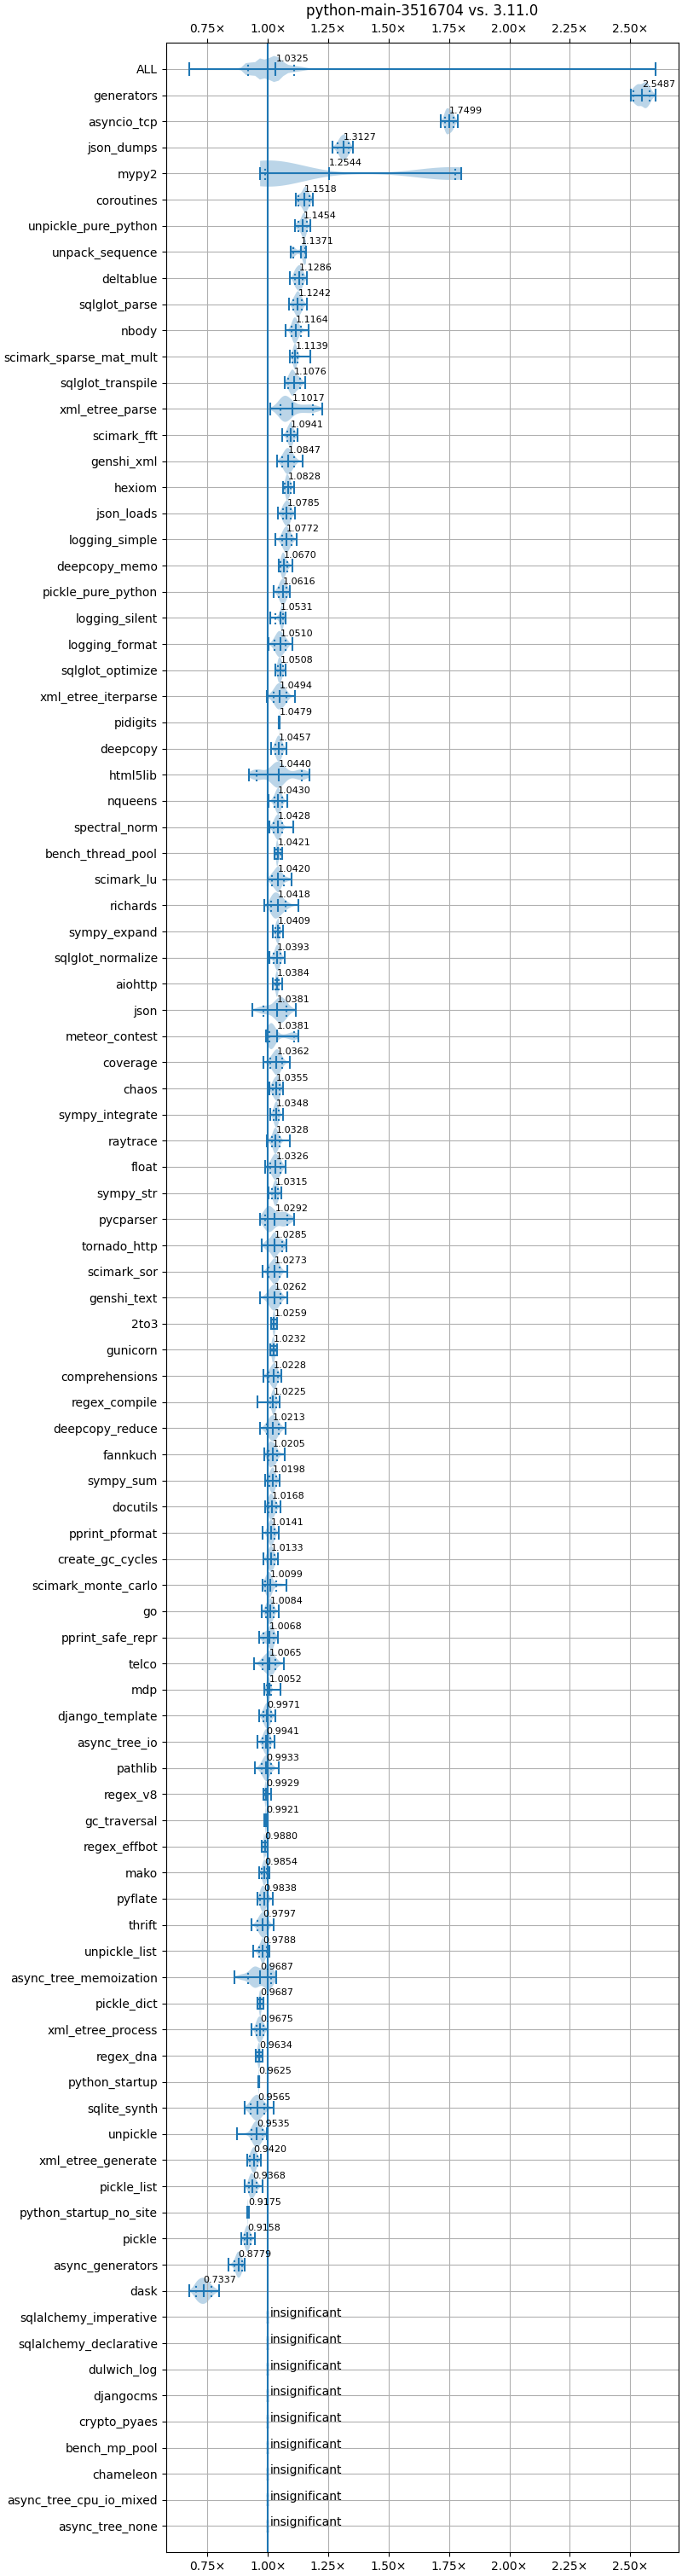 python-main-3516704 vs. 3.11.0
0.75× 1.00× 1.25× 1.50× 1.75× 2.00× 2.25× 2.50×
ALL 1.0325
generators 2.5487
asyncio_tcp 1.7499
json_dumps 1.3127
mypy2 1.2544
coroutines 1.1518
unpickle_pure_python 1.1454
unpack_sequence 1.1371
deltablue 1.1286
sqlglot_parse 1.1242
nbody 1.1164
scimark_sparse_mat_mult 1.1139
sqlglot_transpile 1.1076
xml_etree_parse 1.1017
scimark_fft 1.0941
genshi_xml 1.0847
hexiom 1.0828
json_loads 1.0785
logging_simple 1.0772
deepcopy_memo 1.0670
pickle_pure_python 1.0616
logging_silent 1.0531
logging_format 1.0510
sqlglot_optimize 1.0508
xml_etree_iterparse 1.0494
pidigits 1.0479
deepcopy 1.0457
html5lib 1.0440
nqueens 1.0430
spectral_norm 1.0428
bench_thread_pool 1.0421
scimark_lu 1.0420
richards 1.0418
sympy_expand 1.0409
sqlglot_normalize 1.0393
aiohttp 1.0384
json 1.0381
meteor_contest 1.0381
coverage 1.0362
chaos 1.0355
sympy_integrate 1.0348
raytrace 1.0328
float 1.0326
sympy_str 1.0315
pycparser 1.0292
tornado_http 1.0285
scimark_sor 1.0273
genshi_text 1.0262
2to3 1.0259
gunicorn 1.0232
comprehensions 1.0228
regex_compile 1.0225
deepcopy_reduce 1.0213
fannkuch 1.0205
sympy_sum 1.0198
docutils 1.0168
pprint_pformat 1.0141
create_gc_cycles 1.0133
scimark_monte_carlo 1.0099
go 1.0084
pprint_safe_repr 1.0068
telco 1.0065
mdp 1.0052
django_template 0.9971
async_tree_io 0.9941
pathlib 0.9933
regex_v8 0.9929
gc_traversal 0.9921
regex_effbot 0.9880
mako 0.9854
pyflate 0.9838
thrift 0.9797
unpickle_list 0.9788
async_tree_memoization 0.9687
pickle_dict 0.9687
xml_etree_process 0.9675
regex_dna 0.9634
python_startup 0.9625
sqlite_synth 0.9565
unpickle 0.9535
xml_etree_generate 0.9420
pickle_list 0.9368
python_startup_no_site 0.9175
pickle 0.9158
async_generators 0.8779
dask 0.7337
sqlalchemy_imperative insignificant
sqlalchemy_declarative insignificant
dulwich_log insignificant
djangocms insignificant
crypto_pyaes insignificant
bench_mp_pool insignificant
chameleon insignificant
async_tree_cpu_io_mixed insignificant
async_tree_none insignificant
0.75× 1.00× 1.25× 1.50× 1.75× 2.00× 2.25× 2.50×